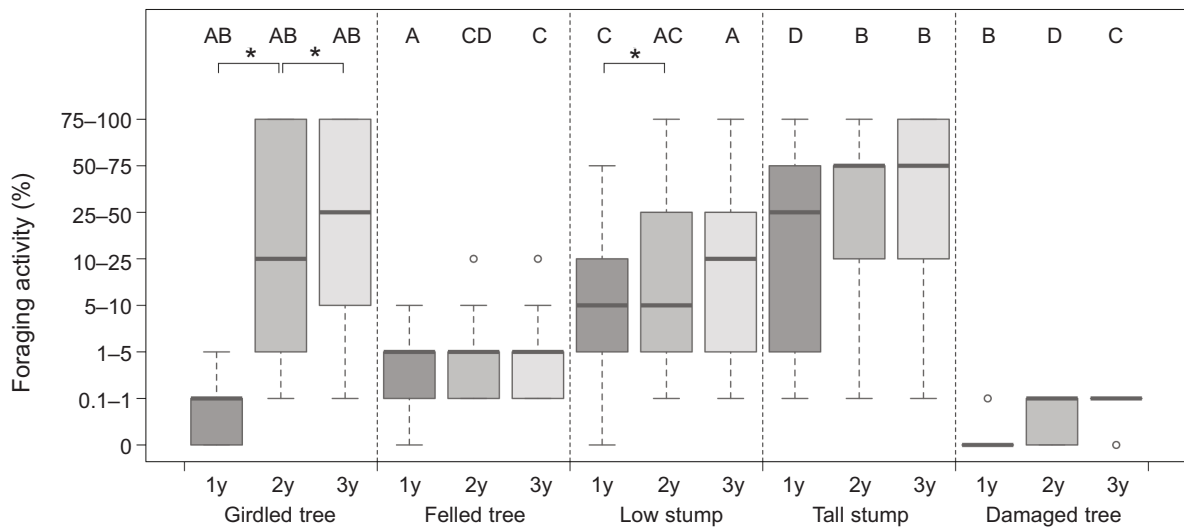 AB AB AB A CD C C AC A D B B B D C
* * *
Foraging activity (%)
75–100
50–75
25–50
10–25
5–10
1–5
0.1–1
0
1y 2y 3y 1y 2y 3y 1y 2y 3y 1y 2y 3y 1y 2y 3y
Girdled tree Felled tree Low stump Tall stump Damaged tree